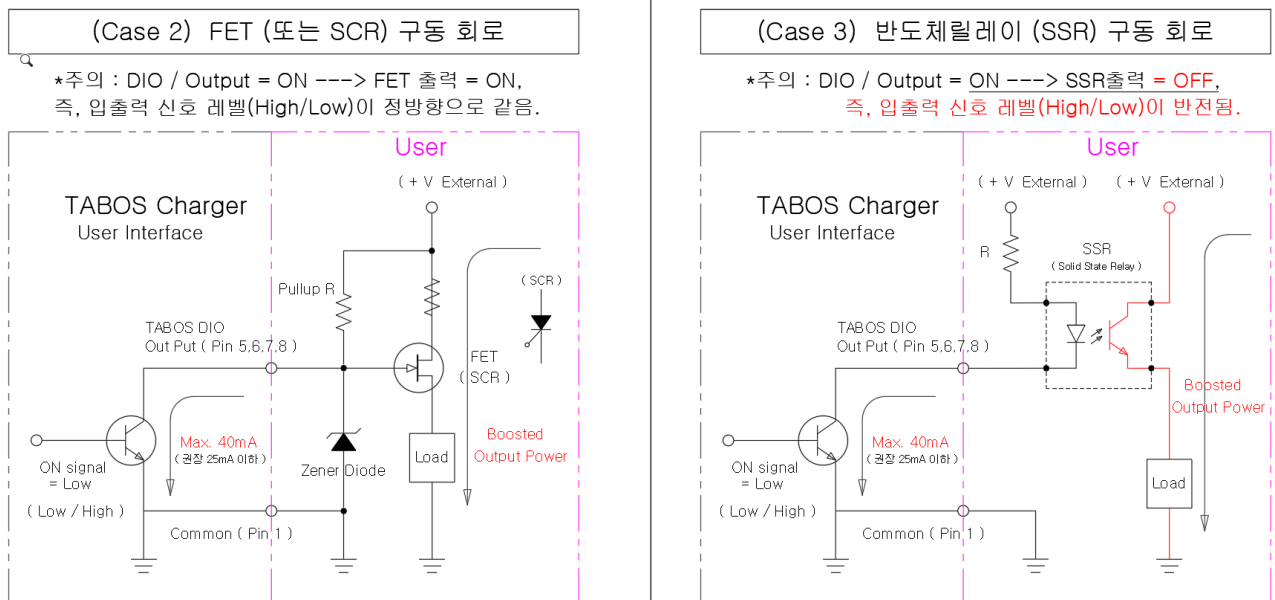 (Case 2) FET (또는 SCR) 구동 회로
*주의 : DIO / Output = ON ---> FET 출력 = ON,
즉, 입출력 신호 레벨(High/Low)이 정방향으로 같음.
User
( + V External )
TABOS Charger
User Interface
( SCR )
Pullup R
TABOS DIO
Out Put ( Pin 5,6,7,8 )
FET
( SCR )
Max. 40mA
( 권장 25mA 이하 )
Boosted
Output Power
Load
Zener Diode
ON signal
= Low
( Low / High )
Common ( Pin 1 )
(Case 3) 반도체릴레이 (SSR) 구동 회로
*주의 : DIO / Output = ON ---> SSR출력 = OFF,
즉, 입출력 신호 레벨(High/Low)이 반전됨.
User
( + V External ) ( + V External )
TABOS Charger
User Interface
R
SSR
( Solid State Relay )
TABOS DIO
Out Put ( Pin 5,6,7,8 )
Boosted
Output Power
Max. 40mA
( 권장 25mA 이하 )
ON signal
= Low
( Low / High )
Load
Common ( Pin 1 )